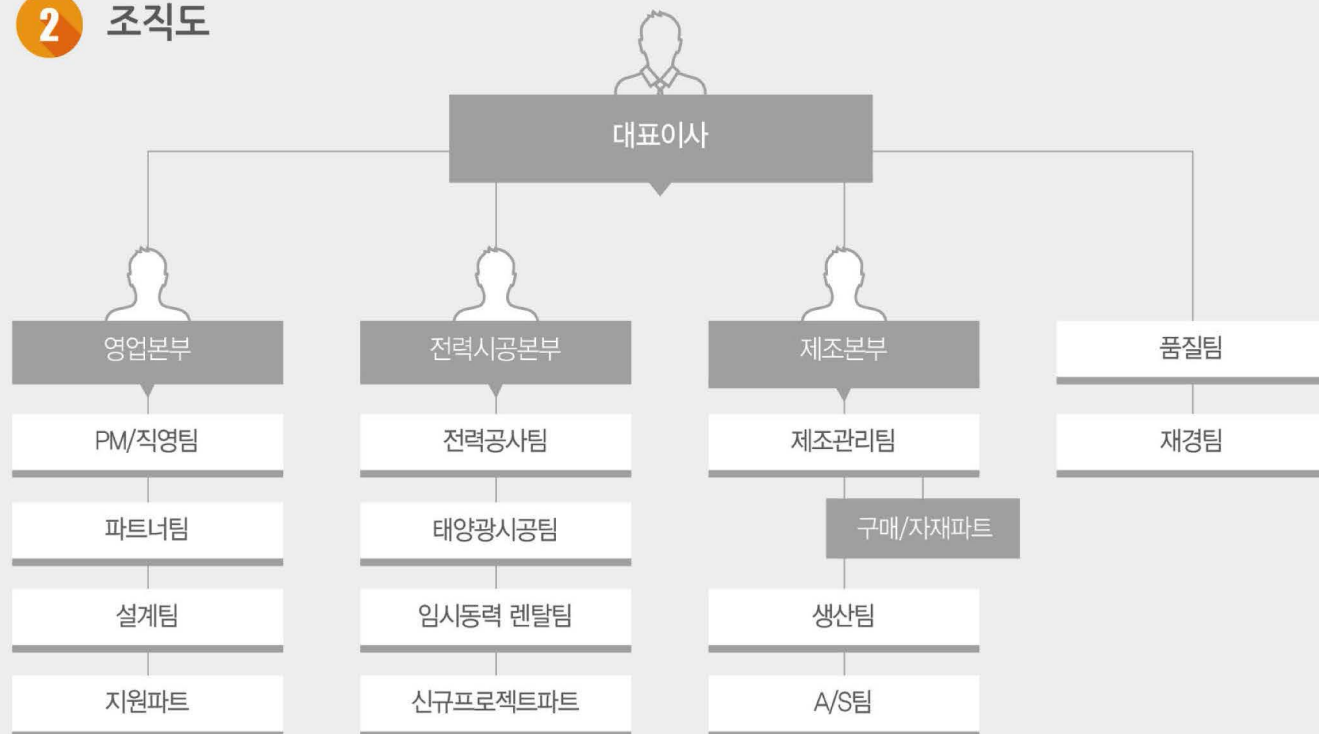 2 조직도
대표이사
영업본부
PM/직영팀
파트너팀
설계팀
지원파트
전력시공본부
전력공사팀
태양광시공팀
임시동력 렌탈팀
신규프로젝트파트
제조본부
제조관리팀
구매/자재파트
생산팀
A/S팀
품질팀
재경팀